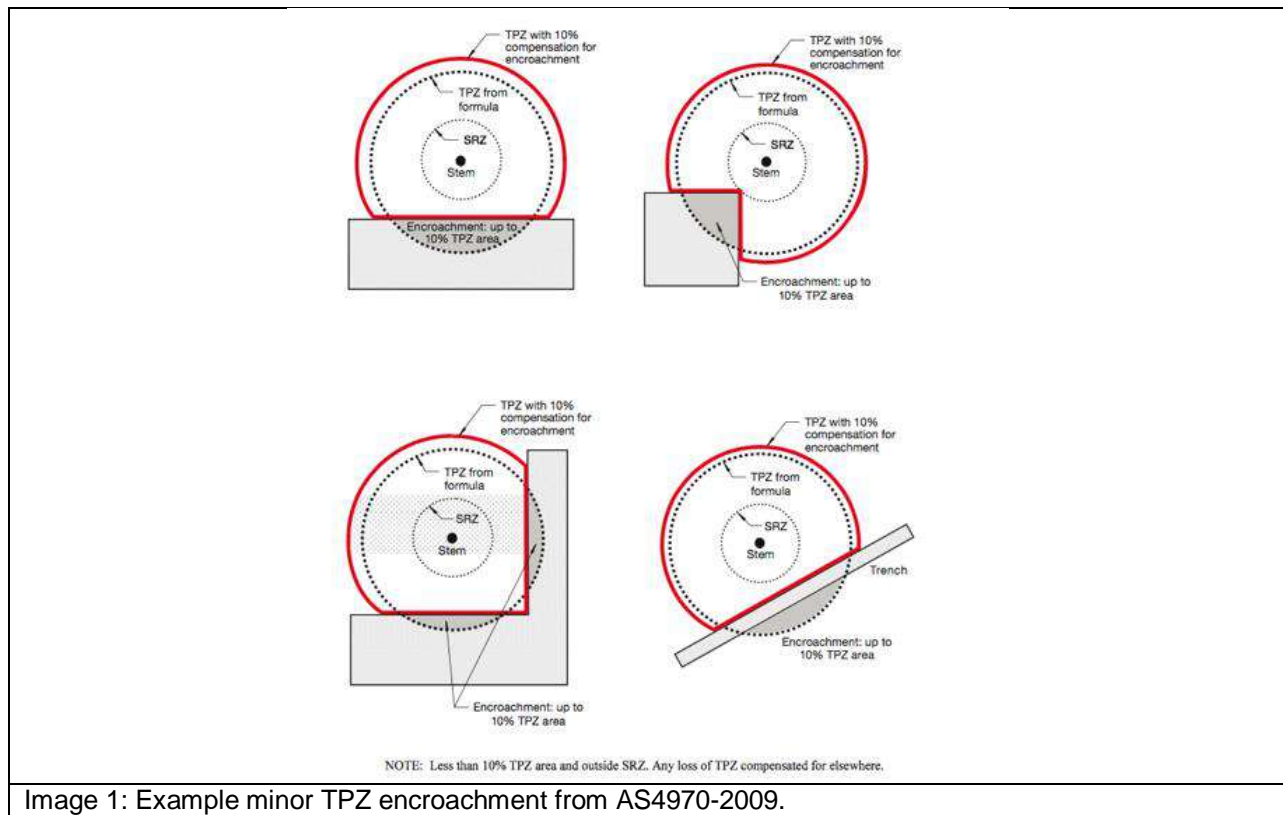 TPZ with 10%
compensation for
encroachment
TPZ from
formula
SRZ
Stem
Encroachment: up to
10% TPZ area
TPZ with 10%
compensation for
encroachment
TPZ from
formula
SRZ
Stem
Encroachment: up to
10% TPZ area
TPZ with 10%
compensation for
encroachment
TPZ from
formula
SRZ
Stem
Encroachment: up to
10% TPZ area
TPZ with 10%
compensation for
encroachment
TPZ from
formula
SRZ
Stem
Trench
Encroachment: up to
10% TPZ area
NOTE: Less than 10% TPZ area and outside SRZ. Any loss of TPZ compensated for elsewhere.
Image 1: Example minor TPZ encroachment from AS4970-2009.